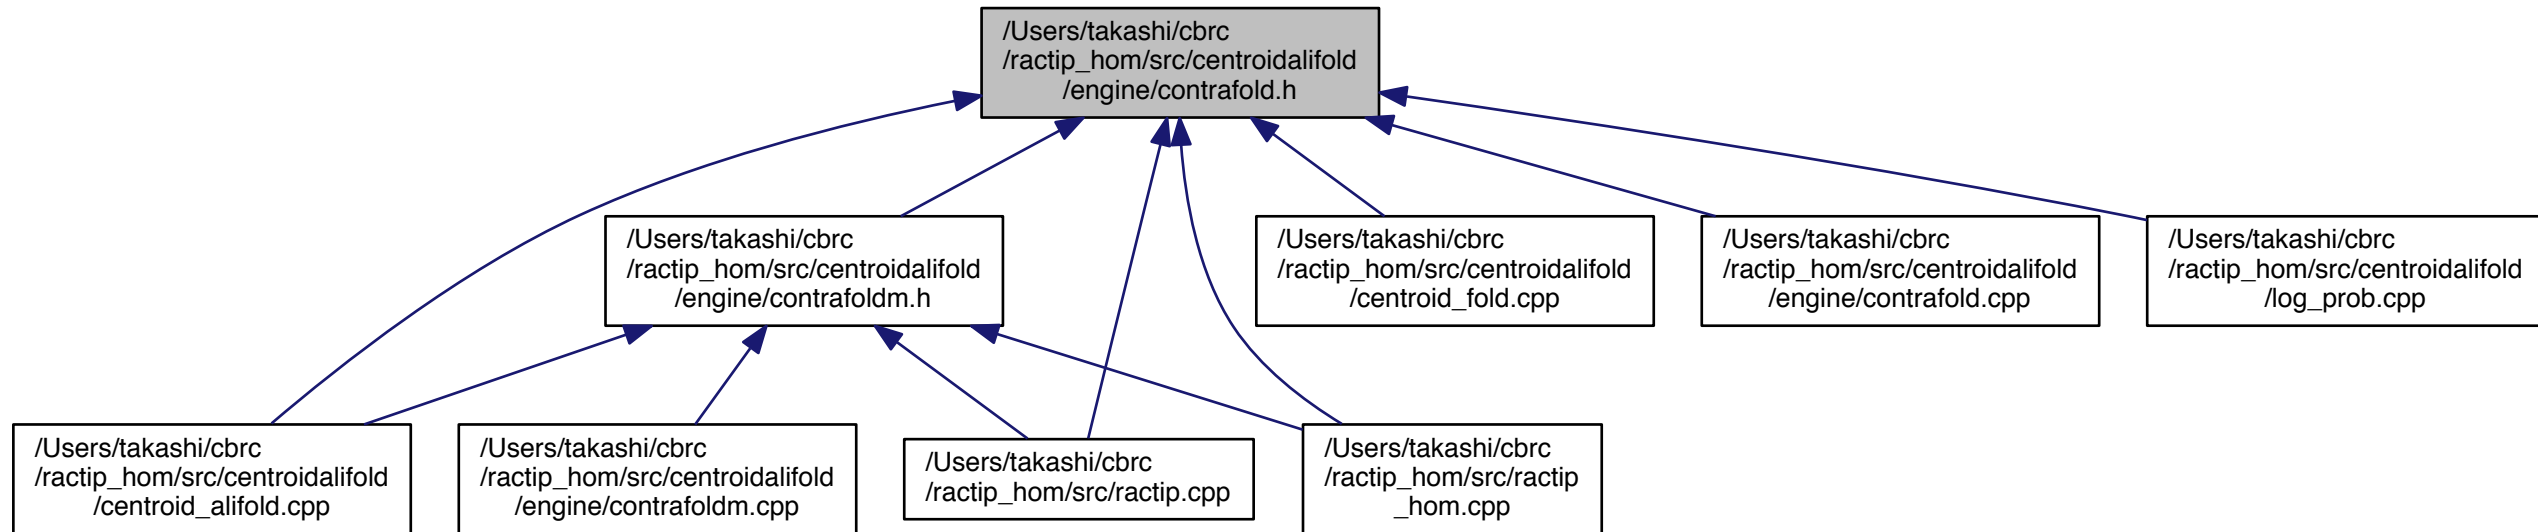 /Users/takashi/cbrc
/ractip_hom/src/centroidalifold
/engine/contrafold.h
/Users/takashi/cbrc
/ractip_hom/src/centroidalifold
/engine/contrafoldm.h
/Users/takashi/cbrc
/ractip_hom/src/centroidalifold
/centroid_fold.cpp
/Users/takashi/cbrc
/ractip_hom/src/centroidalifold
/engine/contrafold.cpp
/Users/takashi/cbrc
/ractip_hom/src/centroidalifold
/log_prob.cpp
/Users/takashi/cbrc
/ractip_hom/src/centroidalifold
/centroid_alifold.cpp
/Users/takashi/cbrc
/ractip_hom/src/centroidalifold
/engine/contrafoldm.cpp
/Users/takashi/cbrc
/ractip_hom/src/ractip.cpp
/Users/takashi/cbrc
/ractip_hom/src/ractip
_hom.cpp